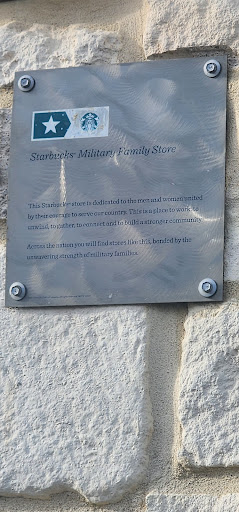 Starbucks® Military Family Store
This Starbucks® store is dedicated to the men and women united
by their courage to serve our country. This is a place to work, to
unwind, to gather, to connect and to build a stronger community.
Across the nation you will find stores like this, bonded by the
unwavering strength of military families.